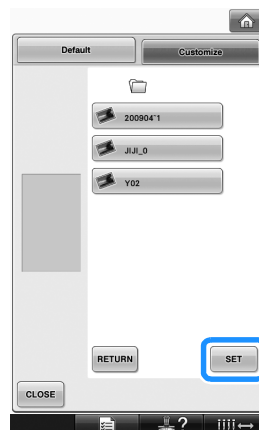 Default
Customize
200904~1
JIJI_0
Y02
RETURN
SET
CLOSE
?